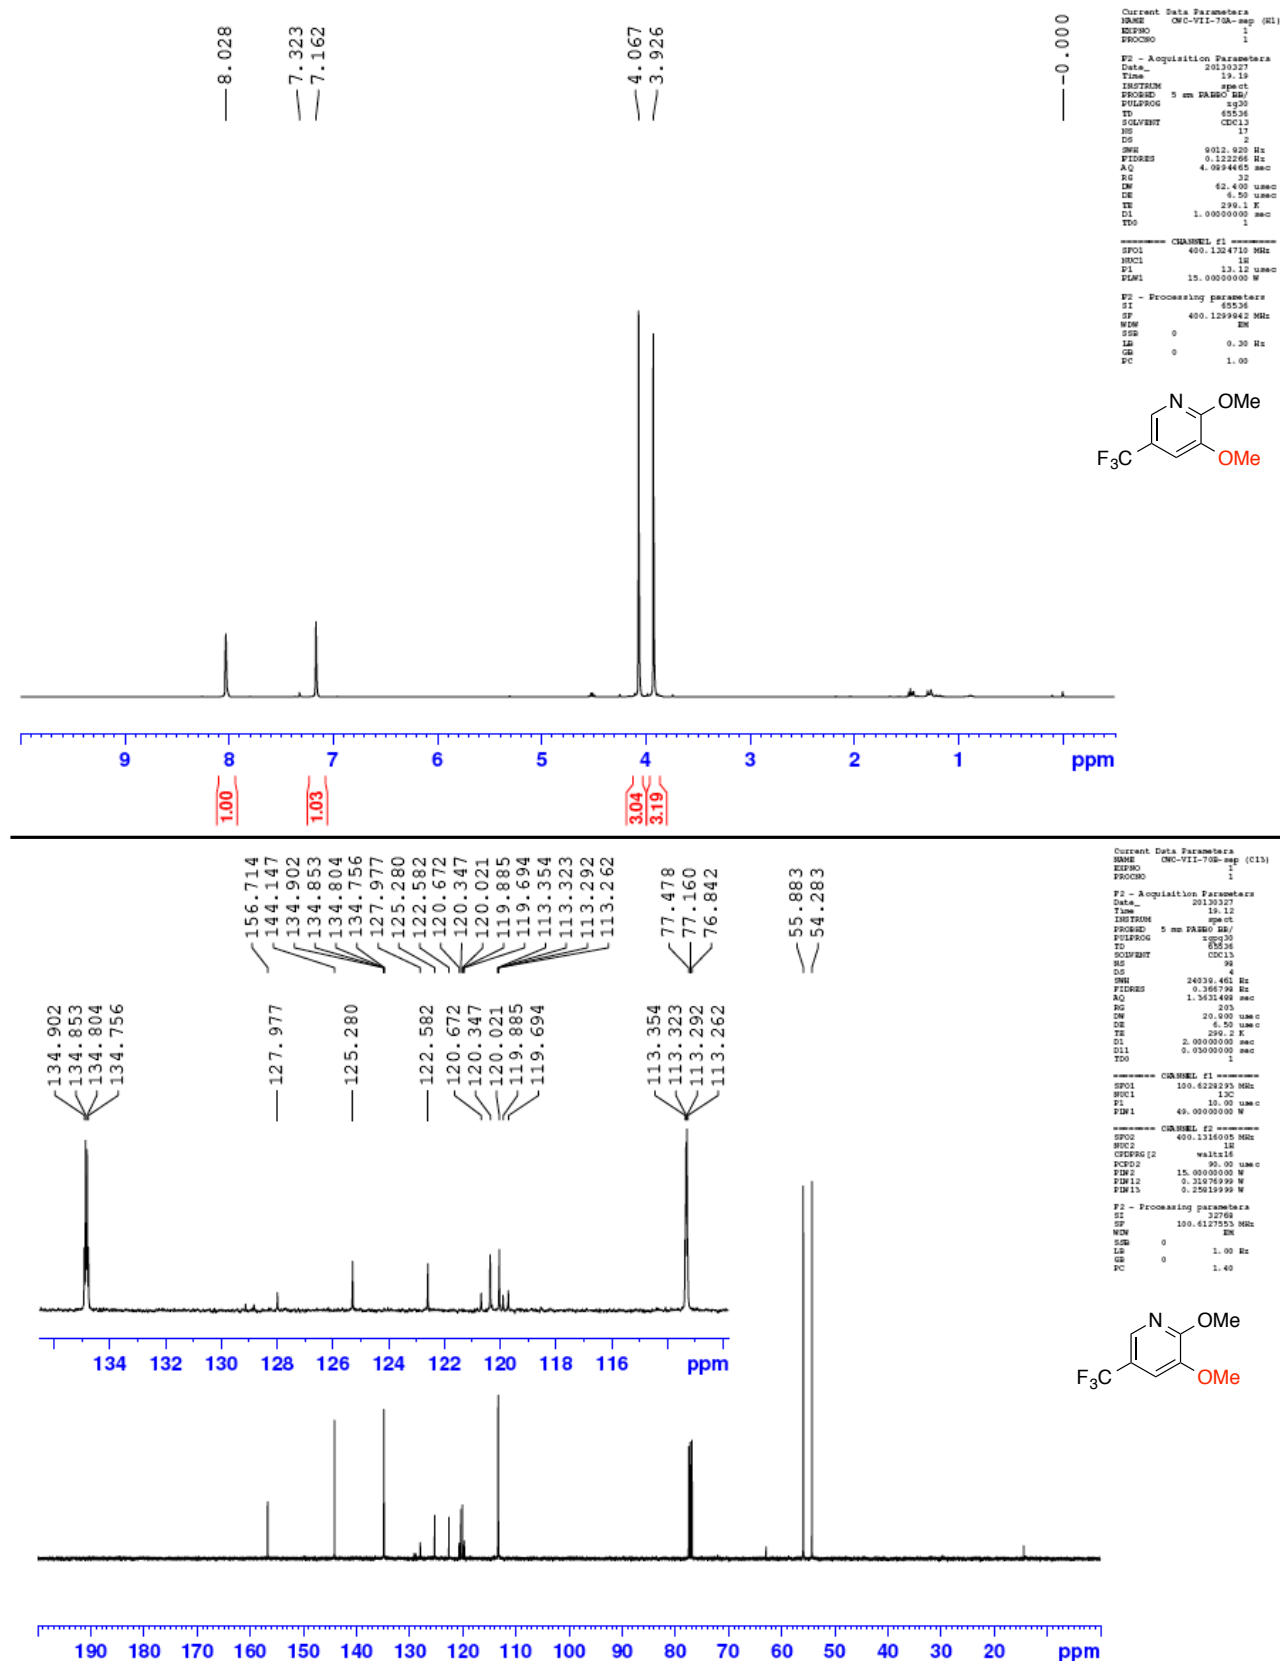 8.028
7.323
7.162
4.067
3.926
-0.000
Current Data Parameters
NAME CWC-VII-70A-sep (H1)
EXPNO 1
PROCNO 1
F2 - Acquisition Parameters
Date_ 20130327
Time 19.19
INSTRUM spect
PROBHD 5 mm PABBO BB/
PULPROG zg30
TD 65536
SOLVENT CDCl3
NS 17
DS 2
SWH 8012.820 Hz
FIDRES 0.122266 Hz
AQ 4.0894465 sec
RG 32
DW 62.400 usec
DE 6.50 usec
TE 299.1 K
D1 1.00000000 sec
TD0 1
======== CHANNEL f1 ========
SFO1 400.1324710 MHz
NUC1 1H
P1 13.12 usec
PLW1 15.00000000 W
F2 - Processing parameters
SI 65536
SF 400.1299842 MHz
WDW EM
SSB 0
LB 0.30 Hz
GB 0
PC 1.00
N
OMe
F3C
OMe
9 8 7 6 5 4 3 2 1 ppm
1.00
1.03
3.04
3.19
156.714
144.147
134.902
134.853
134.804
134.756
127.977
125.280
122.582
120.672
120.347
120.021
119.885
119.694
113.354
113.323
113.292
113.262
77.478
77.160
76.842
55.883
54.283
134.902
134.853
134.804
134.756
127.977
125.280
122.582
120.672
120.347
120.021
119.885
119.694
113.354
113.323
113.292
113.262
134 132 130 128 126 124 122 120 118 116 ppm
Current Data Parameters
NAME CWC-VII-70B-sep (C13)
EXPNO 1
PROCNO 1
F2 - Acquisition Parameters
Date_ 20130327
Time 19.12
INSTRUM spect
PROBHD 5 mm PABBO BB/
PULPROG zgpg30
TD 65536
SOLVENT CDCl3
NS 98
DS 4
SWH 24038.461 Hz
FIDRES 0.366798 Hz
AQ 1.3631488 sec
RG 203
DW 20.800 usec
DE 6.50 usec
TE 299.2 K
D1 2.00000000 sec
D11 0.03000000 sec
TD0 1
======== CHANNEL f1 ========
SFO1 100.6228293 MHz
NUC1 13C
P1 10.00 usec
PLW1 49.00000000 W
======== CHANNEL f2 ========
SFO2 400.1316005 MHz
NUC2 1H
CPDPRG[2 waltz16
PCPD2 90.00 usec
PLW2 15.00000000 W
PLW12 0.31876999 W
PLW13 0.25819999 W
F2 - Processing parameters
SI 32768
SF 100.6127553 MHz
WDW EM
SSB 0
LB 1.00 Hz
GB 0
PC 1.40
N
OMe
F3C
OMe
190 180 170 160 150 140 130 120 110 100 90 80 70 60 50 40 30 20 ppm